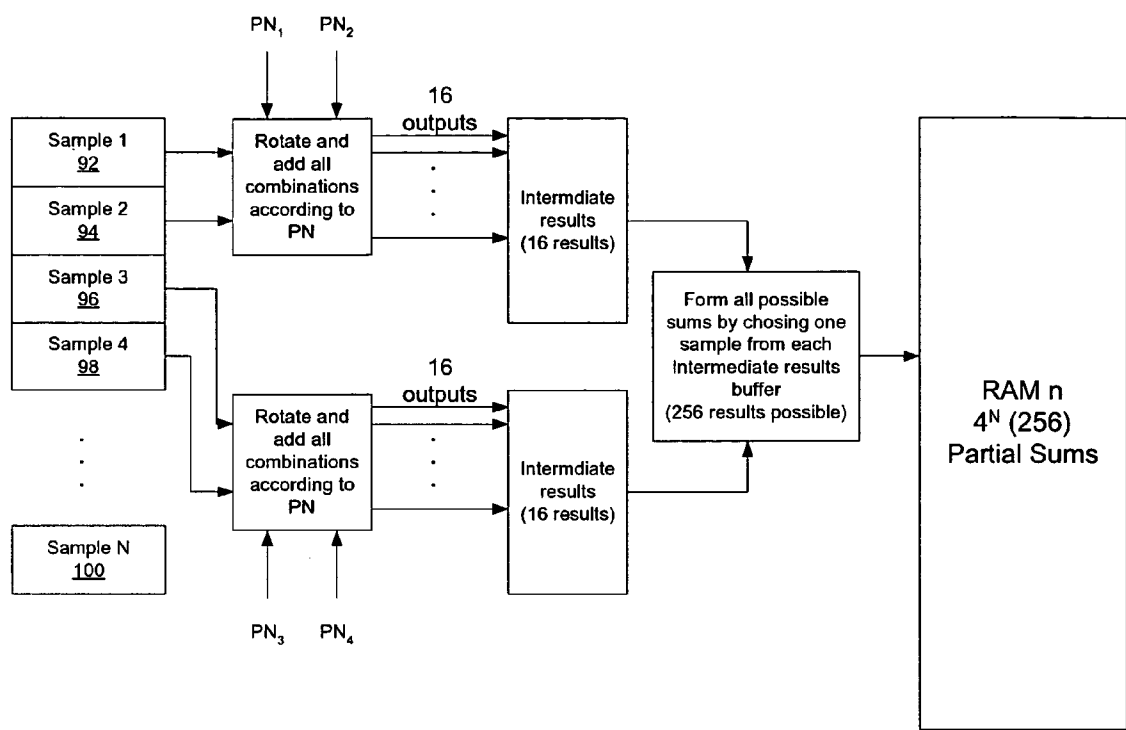 PN1 PN2
16
outputs
Sample 1
92
Sample 2
94
Sample 3
96
Sample 4
98
Sample N
100
Rotate and
add all
combinations
according to
PN
Intermdiate
results
(16 results)
16
outputs
Rotate and
add all
combinations
according to
PN
Intermdiate
results
(16 results)
PN3 PN4
Form all possible
sums by chosing one
sample from each
Intermediate results
buffer
(256 results possible)
RAM n
4^N (256)
Partial Sums